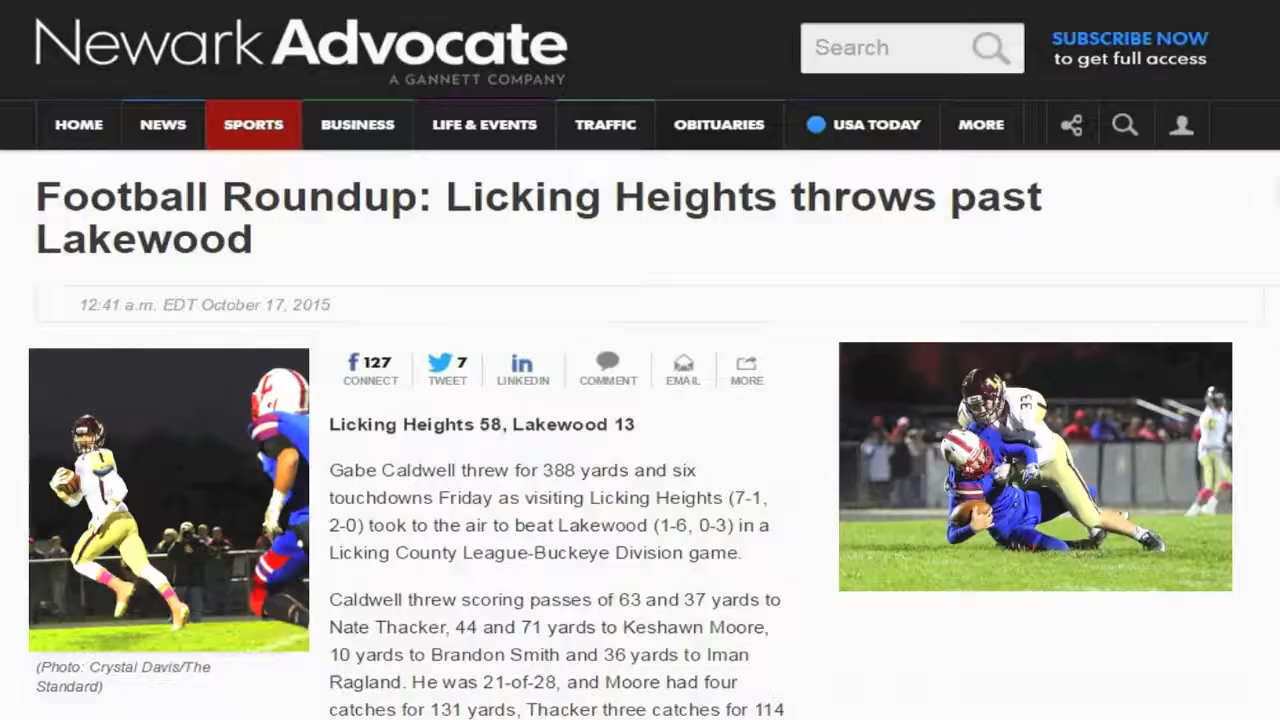 Newark Advocate
A GANNETT COMPANY
Search
SUBSCRIBE NOW
to get full access
HOME
NEWS
SPORTS
BUSINESS
LIFE & EVENTS
TRAFFIC
OBITUARIES
USA TODAY
MORE
Football Roundup: Licking Heights throws past
Lakewood
12:41 a.m. EDT October 17, 2015
127
CONNECT
7
TWEET
in
LINKEDIN
COMMENT
EMAIL
MORE
Licking Heights 58, Lakewood 13
Gabe Caldwell threw for 388 yards and six
touchdowns Friday as visiting Licking Heights (7-1,
2-0) took to the air to beat Lakewood (1-6, 0-3) in a
Licking County League-Buckeye Division game.
Caldwell threw scoring passes of 63 and 37 yards to
Nate Thacker, 44 and 71 yards to Keshawn Moore,
10 yards to Brandon Smith and 36 yards to Iman
Ragland. He was 21-of-28, and Moore had four
catches for 131 yards, Thacker three catches for 114
(Photo: Crystal Davis/The
Standard)
33